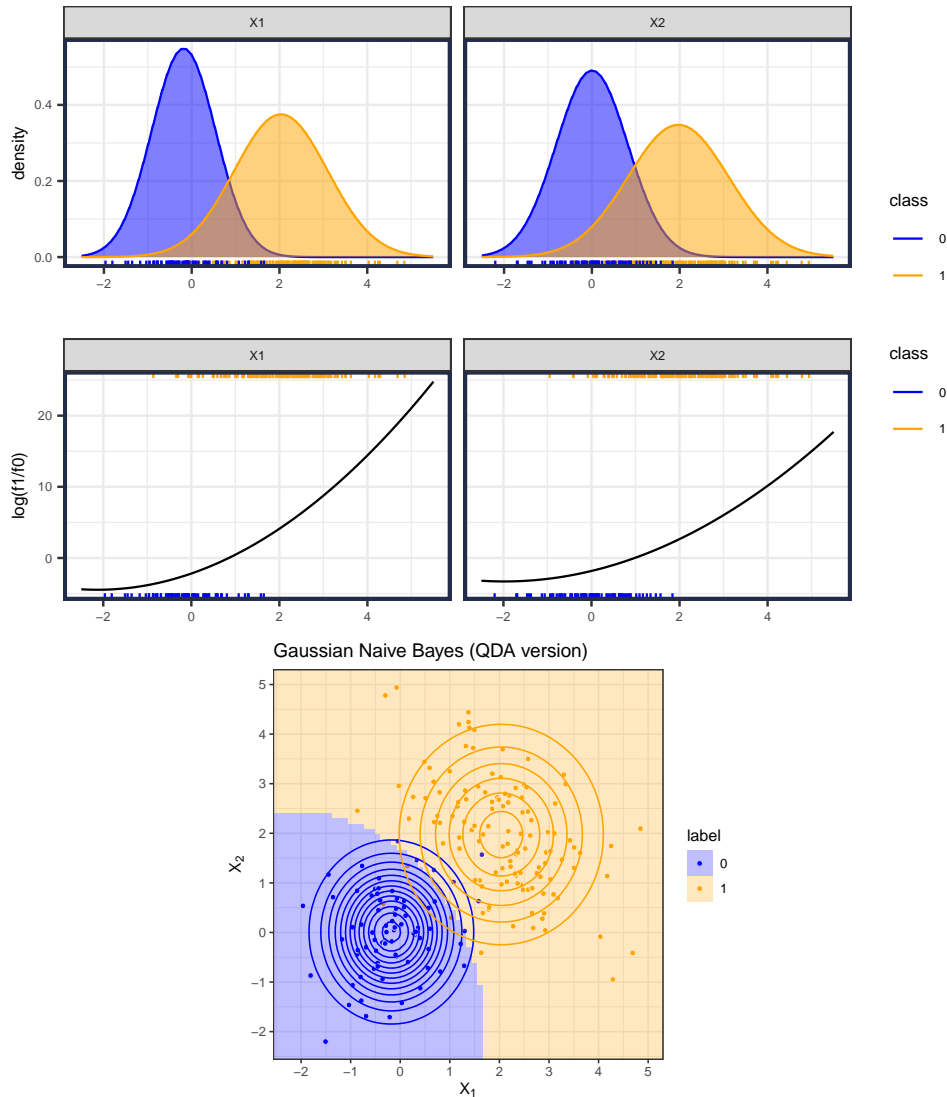 X1 X2
0.4
0.2
0.0
density
−2 0 2 4 −2 0 2 4
class
0
1
X1 X2
20
10
0
log(f1/f0)
−2 0 2 4 −2 0 2 4
class
0
1
Gaussian Naive Bayes (QDA version)
5
4
3
2
1
0
−1
−2
X2
−2 −1 0 1 2 3 4 5
X1
label
0
1